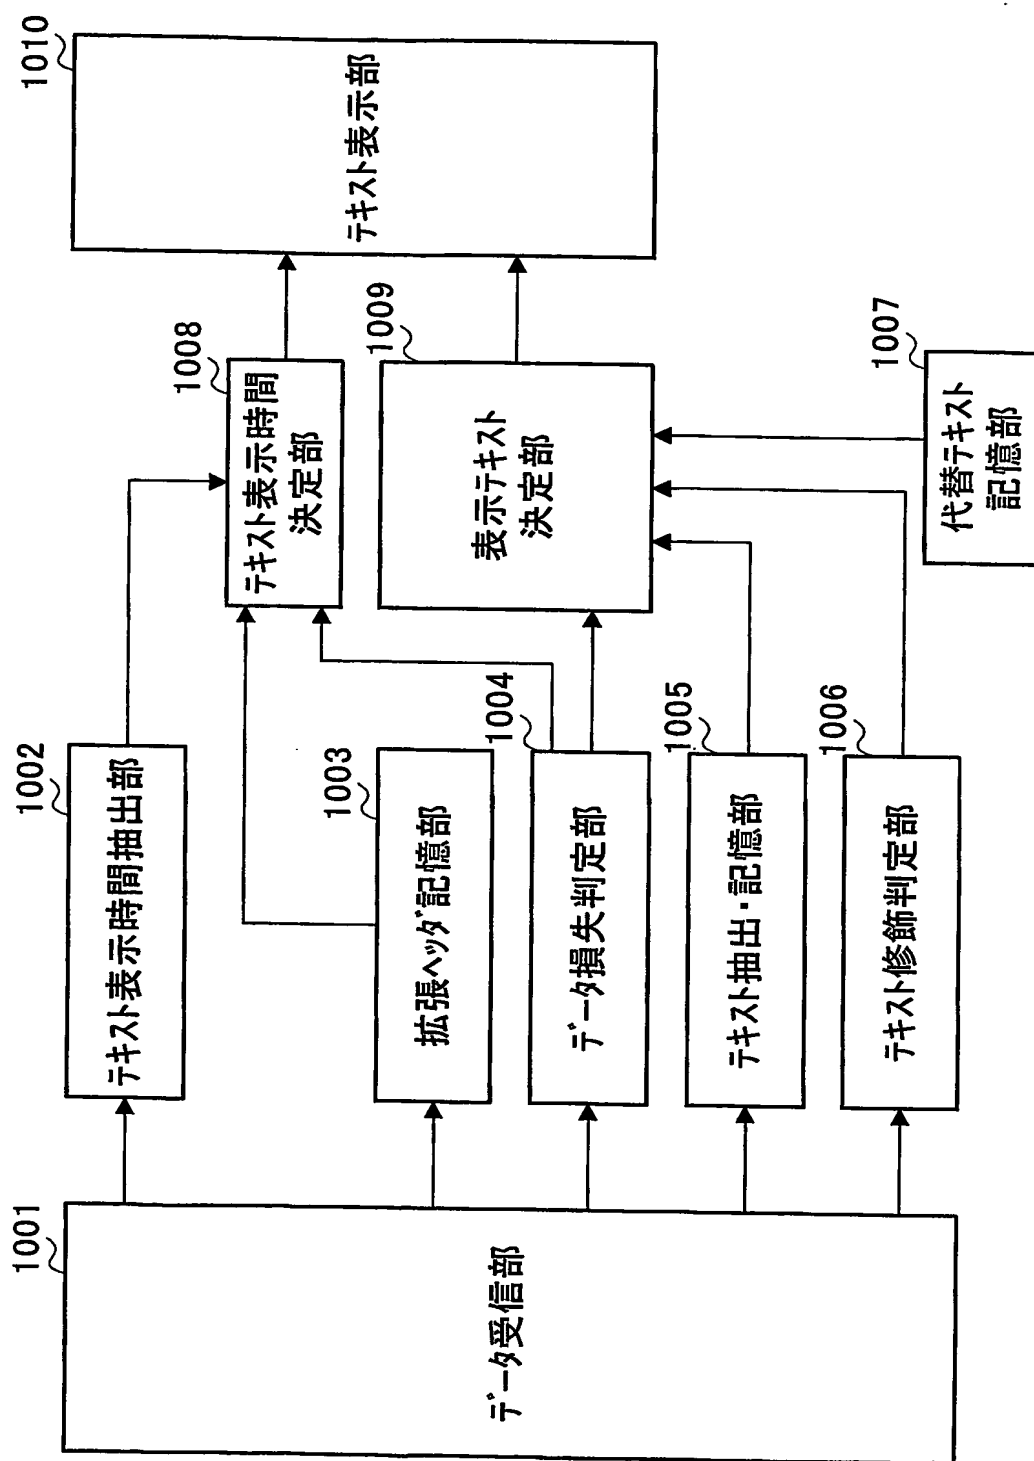 1001
データ受信部
1002
テキスト表示時間抽出部
1003
拡張ヘッダ記憶部
1004
データ損失判定部
1005
テキスト抽出・記憶部
1006
テキスト修飾判定部
1008
テキスト表示時間
決定部
1009
表示テキスト
決定部
1007
代替テキスト
記憶部
1010
テキスト表示部